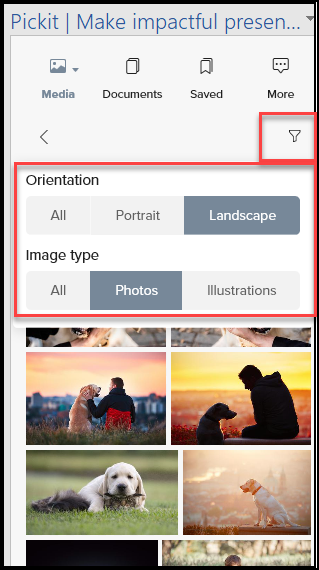 Pickit | Make impactful presen...
Media Documents Saved More
Orientation
All Portrait Landscape
Image type
All Photos Illustrations